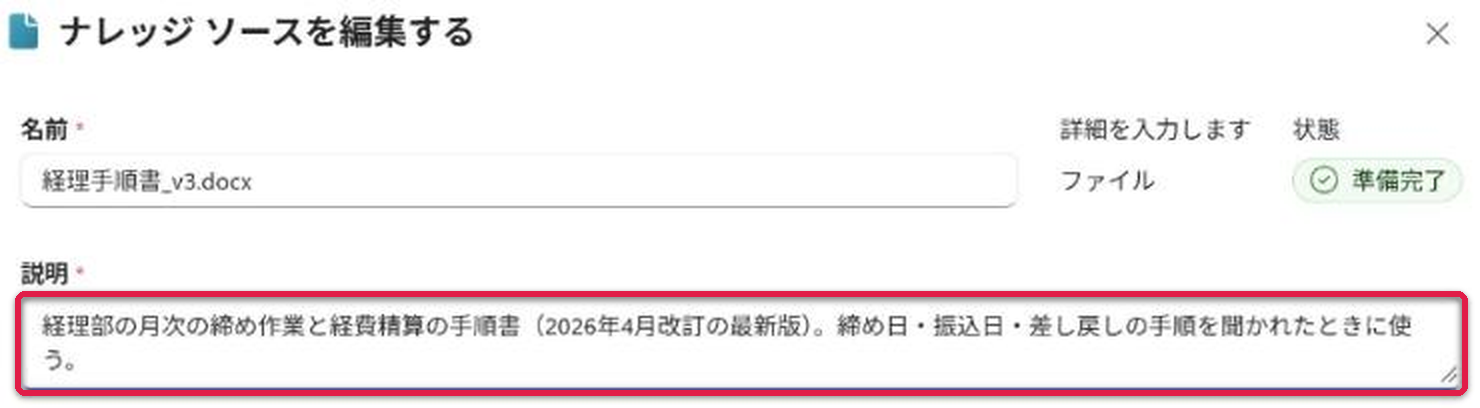 ナレッジ ソースを編集する
名前 *
詳細を入力します
状態
経理手順書_v3.docx
ファイル
準備完了
説明 *
経理部の月次の締め作業と経費精算の手順書（2026年4月改訂の最新版）。締め日・振込日・差し戻しの手順を聞かれたときに使
う。